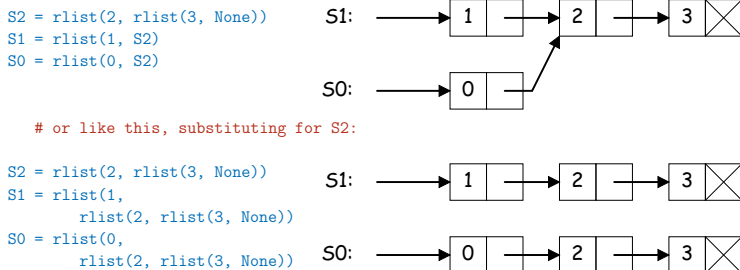 S2 = rlist(2, rlist(3, None))
S1 = rlist(1, S2)
S0 = rlist(0, S2)
S1: 1 2 3
S0: 0
# or like this, substituting for S2:
S2 = rlist(2, rlist(3, None))
S1 = rlist(1,
rlist(2, rlist(3, None))
S0 = rlist(0,
rlist(2, rlist(3, None))
S1: 1 2 3
S0: 0 2 3